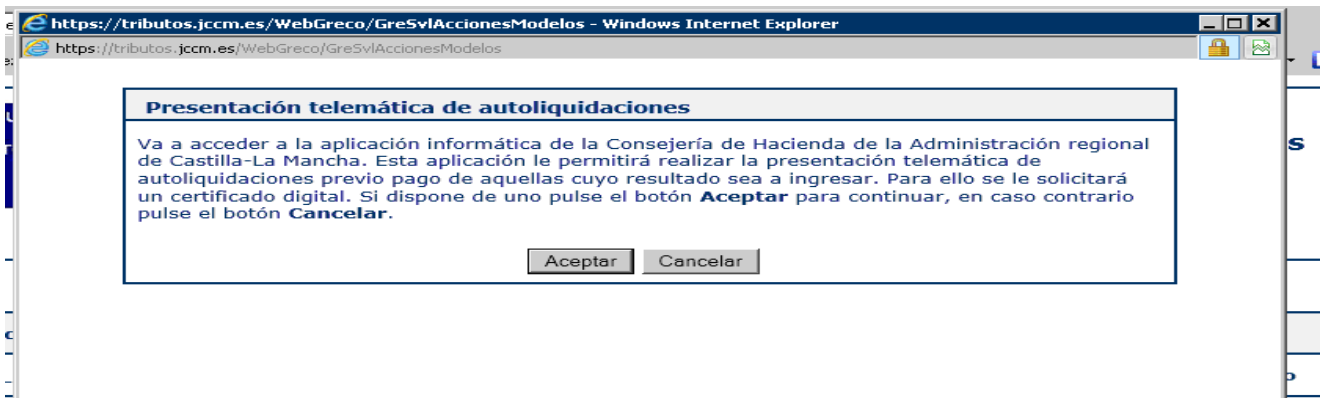 https://tributos.jccm.es/WebGreco/GreSvlAccionesModelos - Windows Internet Explorer
https://tributos.jccm.es/WebGreco/GreSvlAccionesModelos
Presentación telemática de autoliquidaciones
Va a acceder a la aplicación informática de la Consejería de Hacienda de la Administración regional
de Castilla-La Mancha. Esta aplicación le permitirá realizar la presentación telemática de
autoliquidaciones previo pago de aquellas cuyo resultado sea a ingresar. Para ello se le solicitará
un certificado digital. Si dispone de uno pulse el botón Aceptar para continuar, en caso contrario
pulse el botón Cancelar.
Aceptar Cancelar